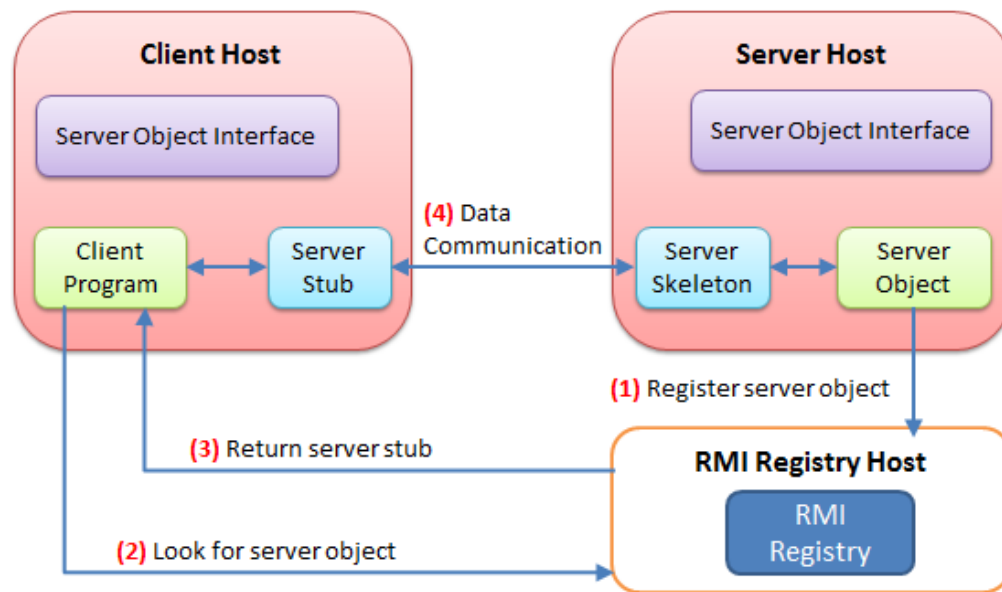 Client Host
Server Object Interface
Client
Program
Server
Stub
(4) Data
Communication
Server Host
Server Object Interface
Server
Skeleton
Server
Object
(1) Register server object
(3) Return server stub
(2) Look for server object
RMI Registry Host
RMI
Registry